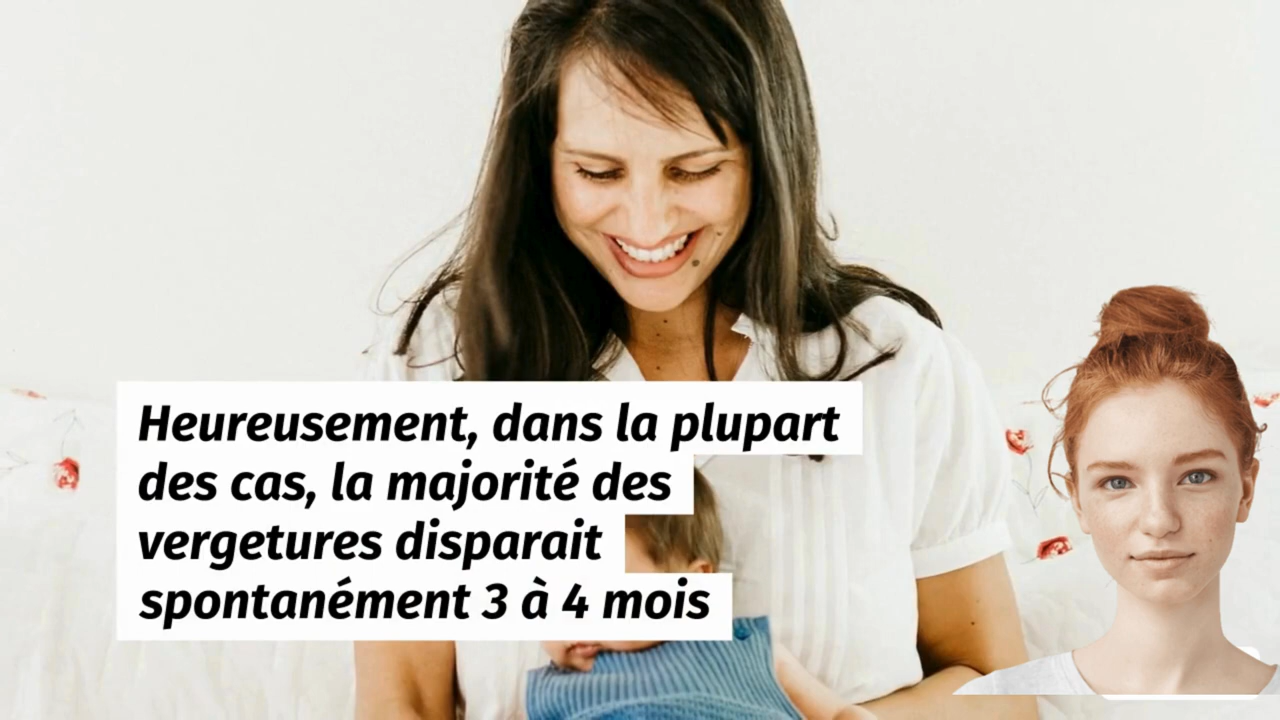 Heureusement, dans la plupart
des cas, la majorité des
vergetures disparait
spontanément 3 à 4 mois